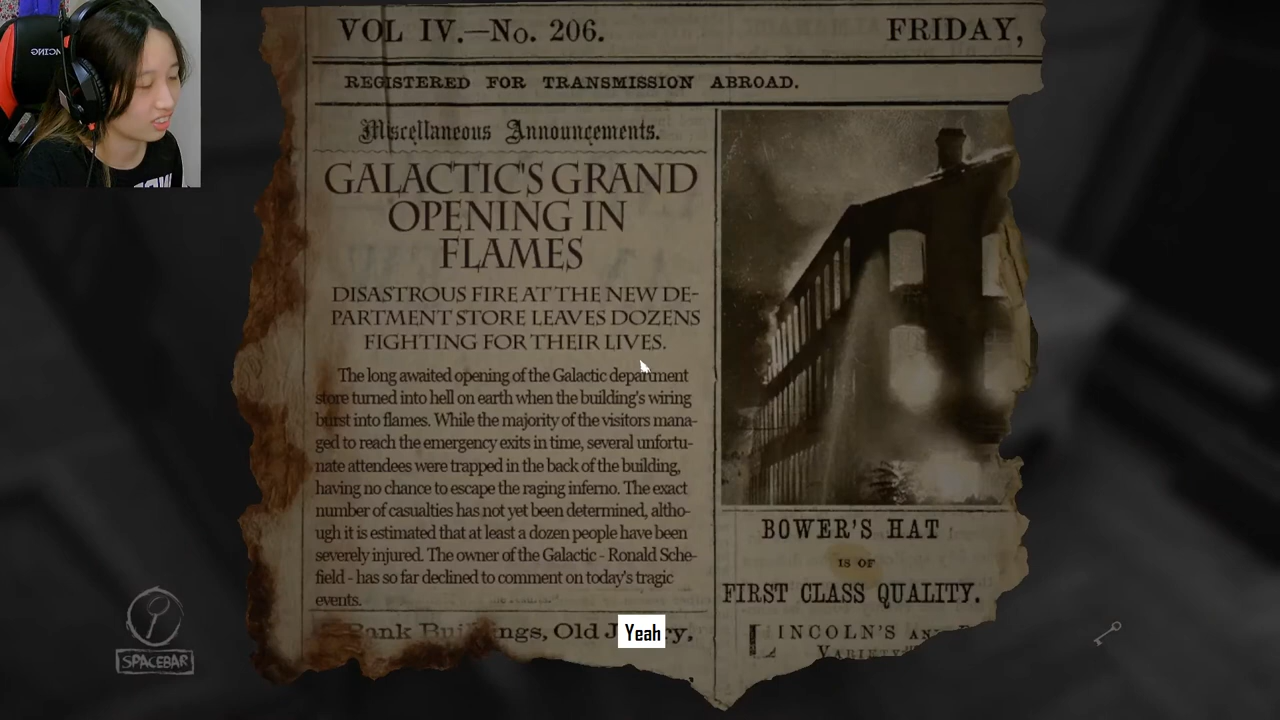 VOL IV.—No. 206.
FRIDAY,
REGISTERED FOR TRANSMISSION ABROAD.
Miscellaneous Announcements.
GALACTIC'S GRAND
OPENING IN
FLAMES
DISASTROUS FIRE AT THE NEW DE-
PARTMENT STORE LEAVES DOZENS
FIGHTING FOR THEIR LIVES.
The long awaited opening of the Galactic department
store turned into hell on earth when the building's wiring
burst into flames. While the majority of the visitors mana-
ged to reach the emergency exits in time, several unfortu-
nate attendees were trapped in the back of the building,
having no chance to escape the raging inferno. The exact
number of casualties has not yet been determined, altho-
ugh it is estimated that at least a dozen people have been
severely injured. The owner of the Galactic - Ronald Sche-
field - has so far declined to comment on today's tragic
events.
Old
BOWER'S HAT
IS OF
FIRST CLASS QUALITY.
LINCOLN'S
Yeah
SPACEBAR